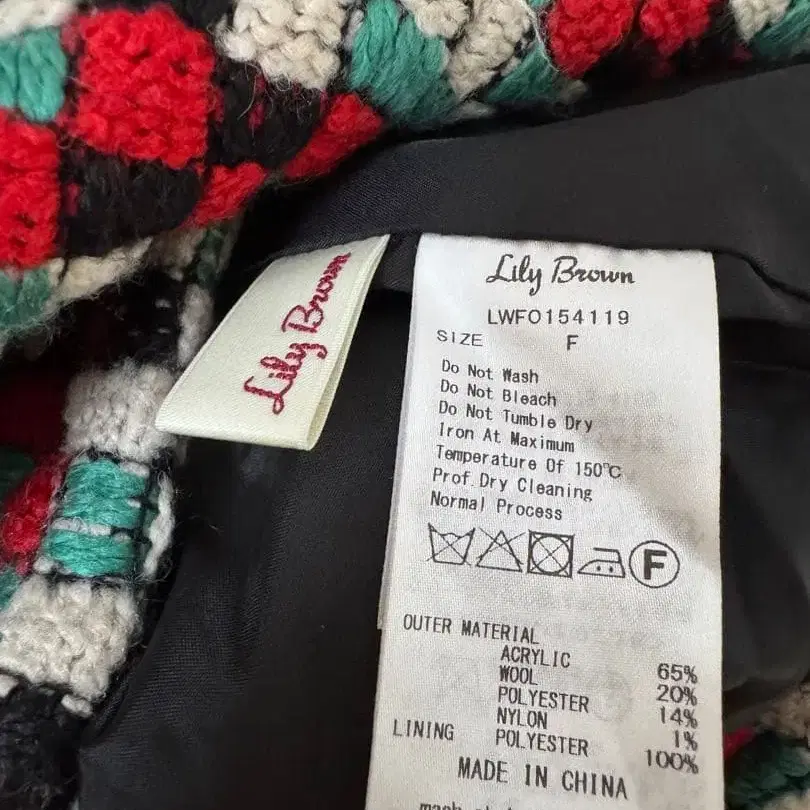 Lily Brown
Lily Brown
LWFO154119
SIZE F
Do Not Wash
Do Not Bleach
Do Not Tumble Dry
Iron At Maximum
Temperature Of 150℃
Prof. Dry Cleaning
Normal Process
F
OUTER MATERIAL
ACRYLIC 65%
WOOL 20%
POLYESTER 14%
NYLON 1%
LINING POLYESTER 100%
MADE IN CHINA